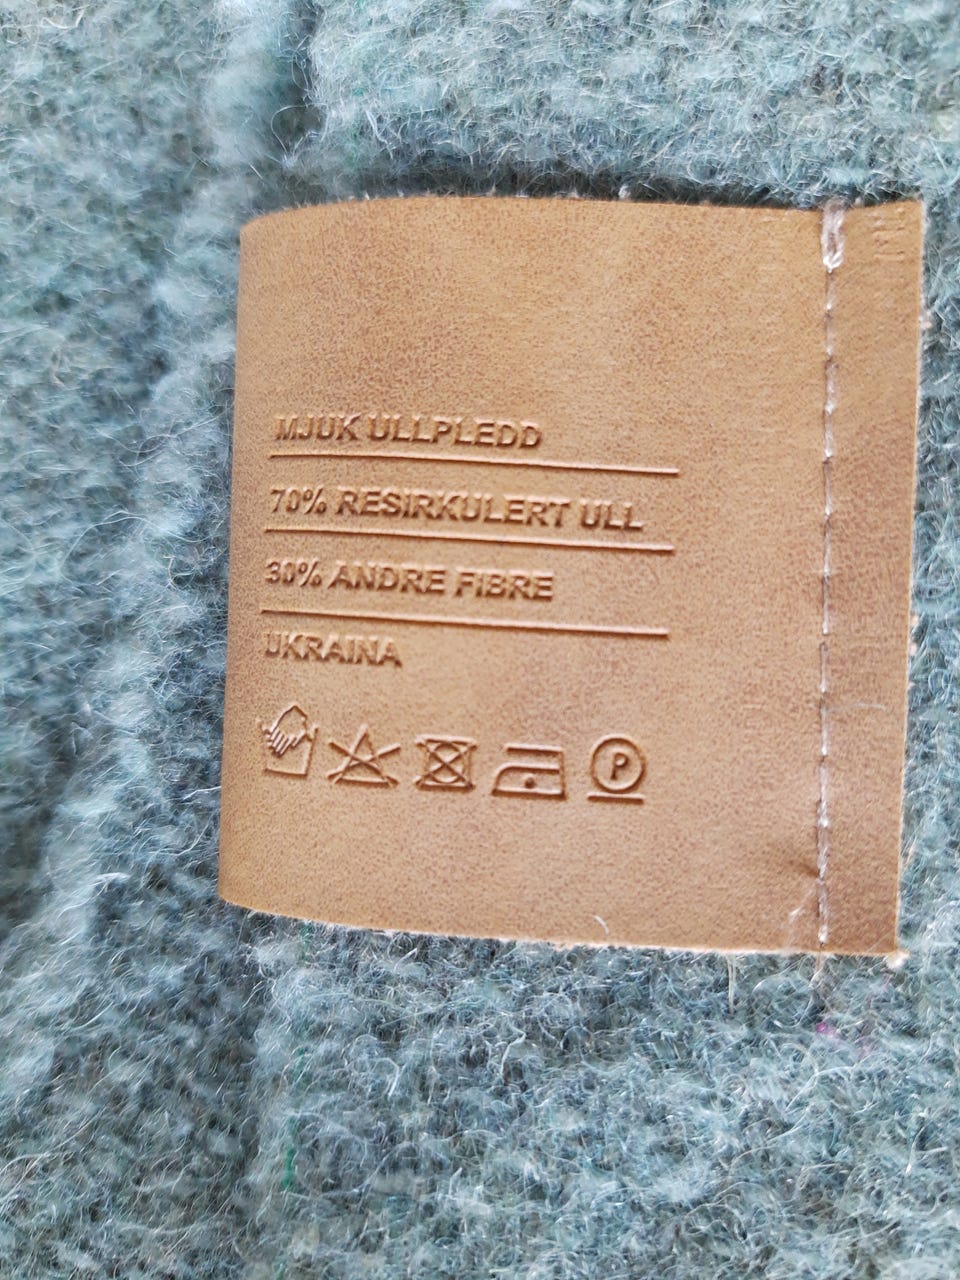 MJUK ULLPLEDD
70% RESIRKULERT ULL
30% ANDRE FIBRE
UKRAINA
P